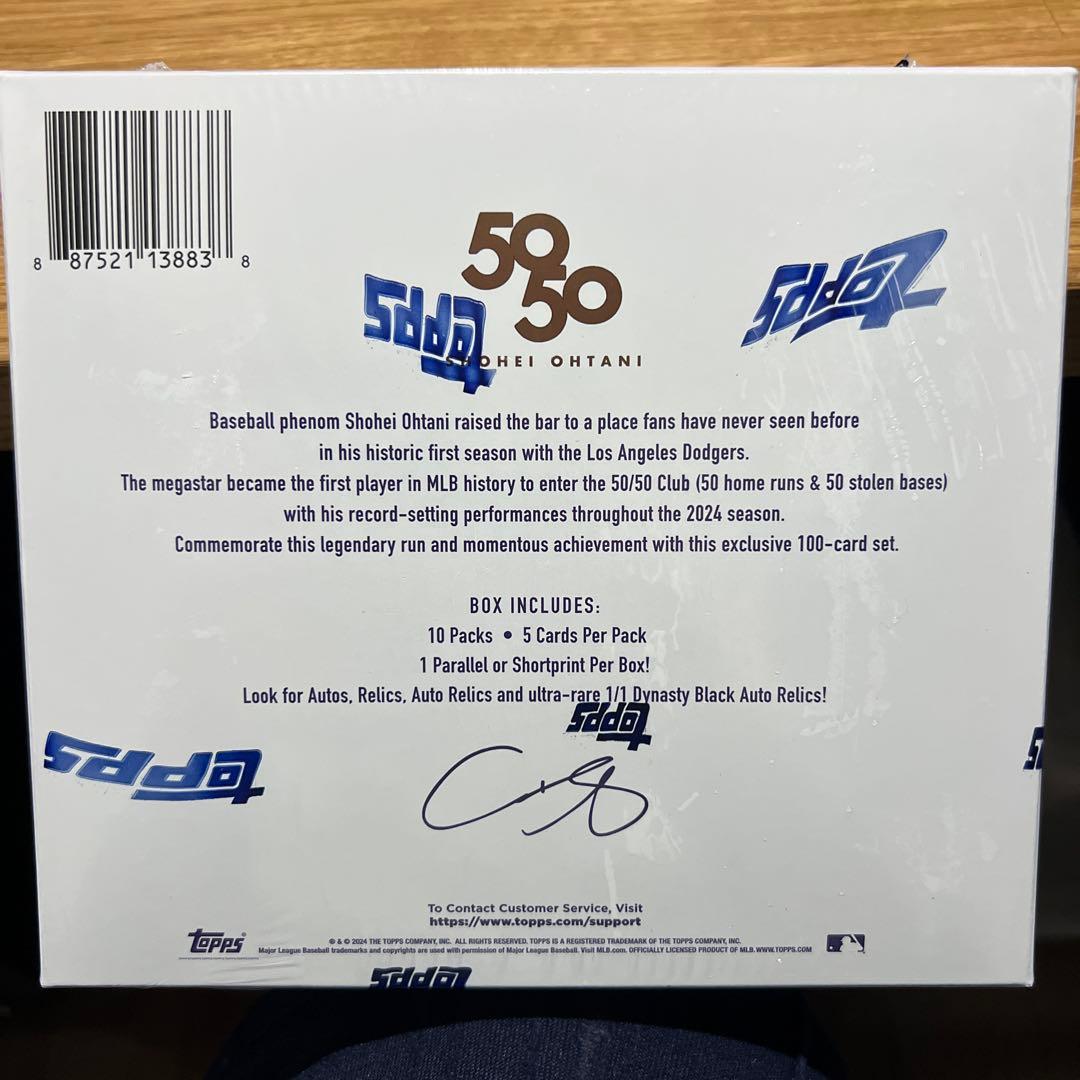 8 87521 13883 8
50
50
SHOHEI OHTANI
topps
topps
Baseball phenom Shohei Ohtani raised the bar to a place fans have never seen before
in his historic first season with the Los Angeles Dodgers.
The megastar became the first player in MLB history to enter the 50/50 Club (50 home runs & 50 stolen bases)
with his record-setting performances throughout the 2024 season.
Commemorate this legendary run and momentous achievement with this exclusive 100-card set.
BOX INCLUDES:
10 Packs • 5 Cards Per Pack
1 Parallel or Shortprint Per Box!
Look for Autos, Relics, Auto Relics and ultra-rare 1/1 Dynasty Black Auto Relics!
topps
topps
To Contact Customer Service, Visit
https://www.topps.com/support
topps
® & © 2024 THE TOPPS COMPANY, INC. ALL RIGHTS RESERVED. TOPPS IS A REGISTERED TRADEMARK OF THE TOPPS COMPANY, INC.
Major League Baseball trademarks and copyrights are used with permission of Major League Baseball. Visit MLB.com. OFFICIALLY LICENSED PRODUCT OF MLB. WWW.TOPPS.COM
topps